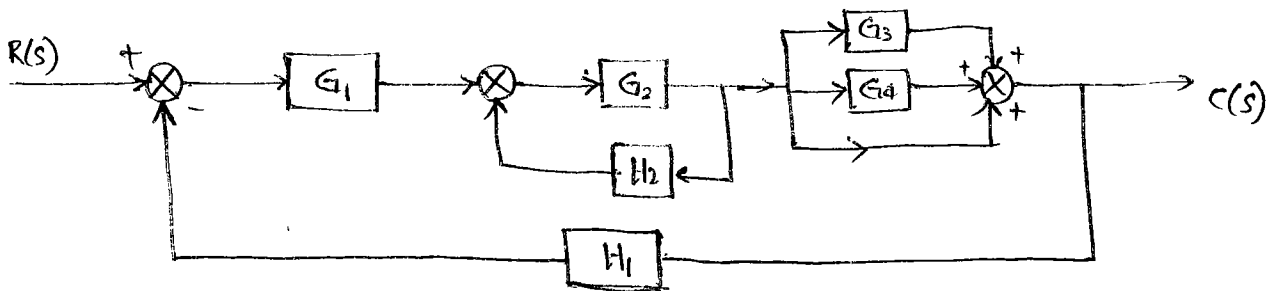 R(S)
+
-
G1
G2
H2
G3
G4
+
+
+
C(S)
H1